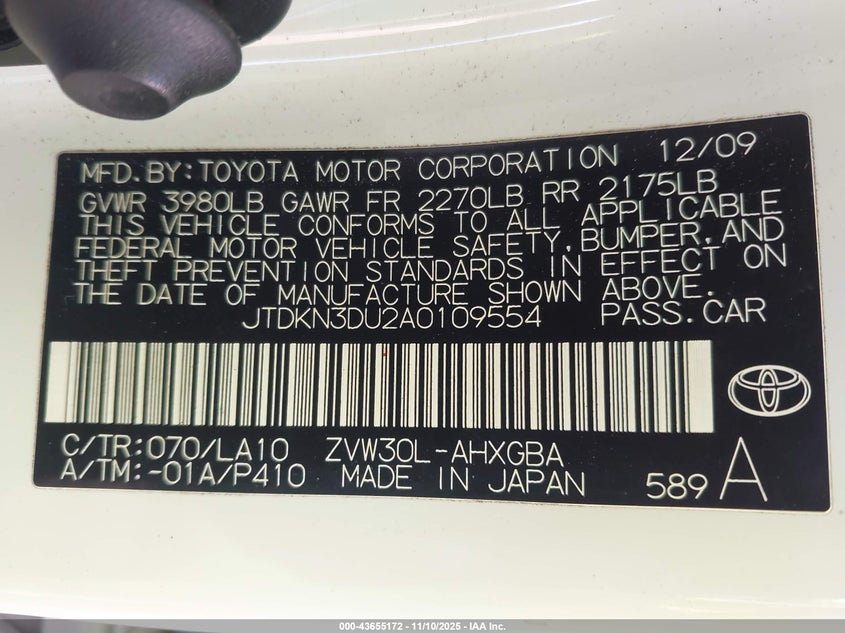 MFD.BY:TOYOTA MOTOR CORPORATION 12/09
GVWR 3980LB GAWR FR 2270LB RR 2175LB
THIS VEHICLE CONFORMS TO ALL APPLICABLE
FEDERAL MOTOR VEHICLE SAFETY,BUMPER,AND
THEFT PREVENTION STANDARDS IN EFFECT ON
THE DATE OF MANUFACTURE SHOWN ABOVE.
JTDKN3DU2A0109554 PASS.CAR
C/TR:070/LA10 ZVW30L-AHXGBA
A/TM:-01A/P410 MADE IN JAPAN 589 A
000-43655172 - 11/10/2025 - IAA Inc.